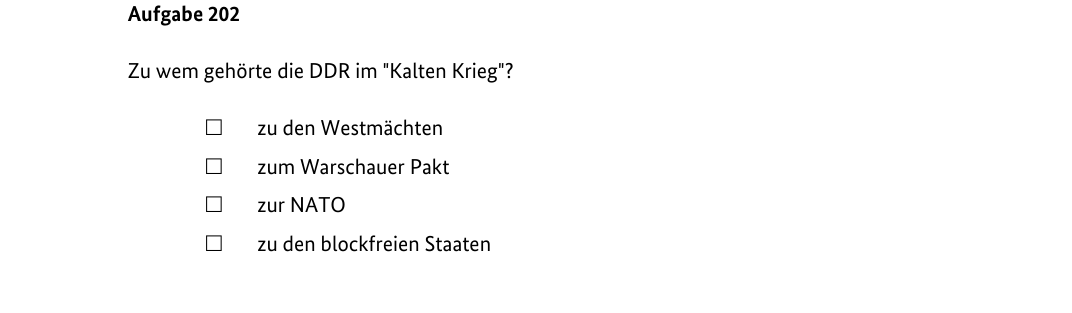 Aufgabe 202
Zu wem gehörte die DDR im "Kalten Krieg"?
☐ zu den Westmächten
☐ zum Warschauer Pakt
☐ zur NATO
☐ zu den blockfreien Staaten